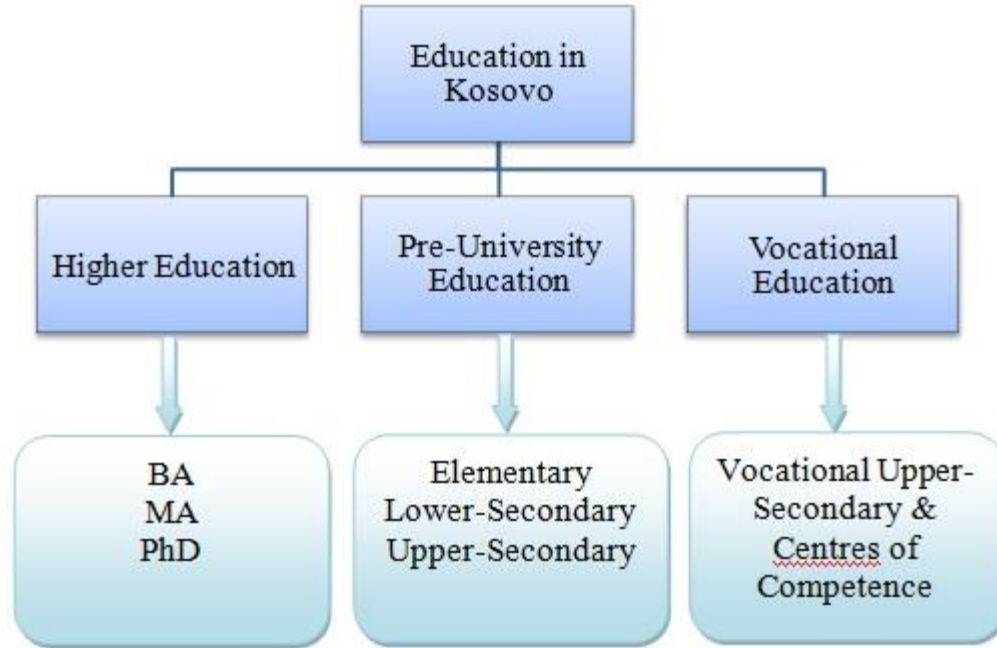 Education in
Kosovo
Higher Education
Pre-University
Education
Vocational
Education
BA
MA
PhD
Elementary
Lower-Secondary
Upper-Secondary
Vocational Upper-
Secondary &
Centres of
Competence